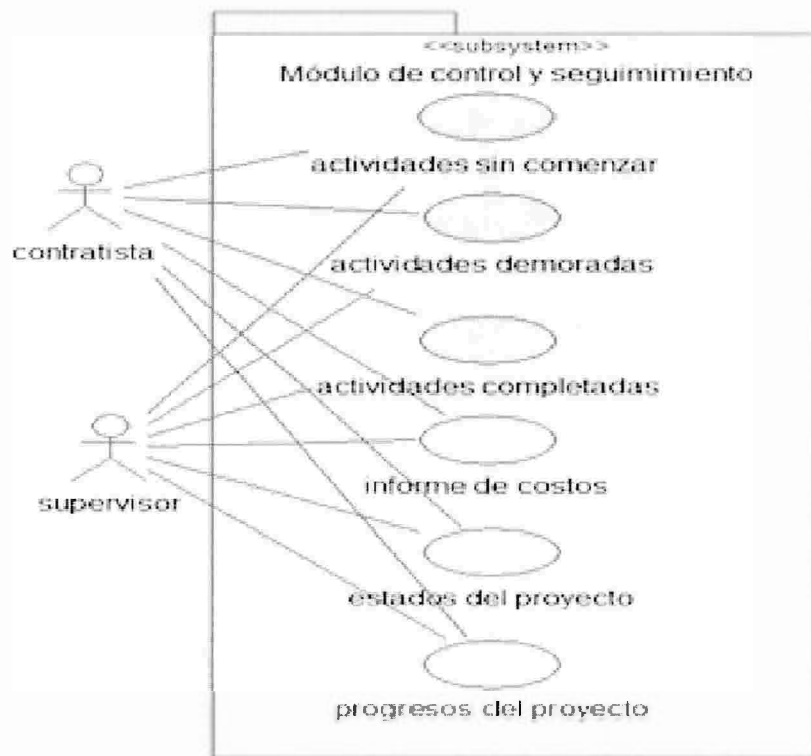 <<subsystem>>
Módulo de control y seguimimiento
actividades sin comenzar
contratista
actividades demoradas
actividades completadas
informe de costos
supervisor
estados del proyecto
progresos del proyecto